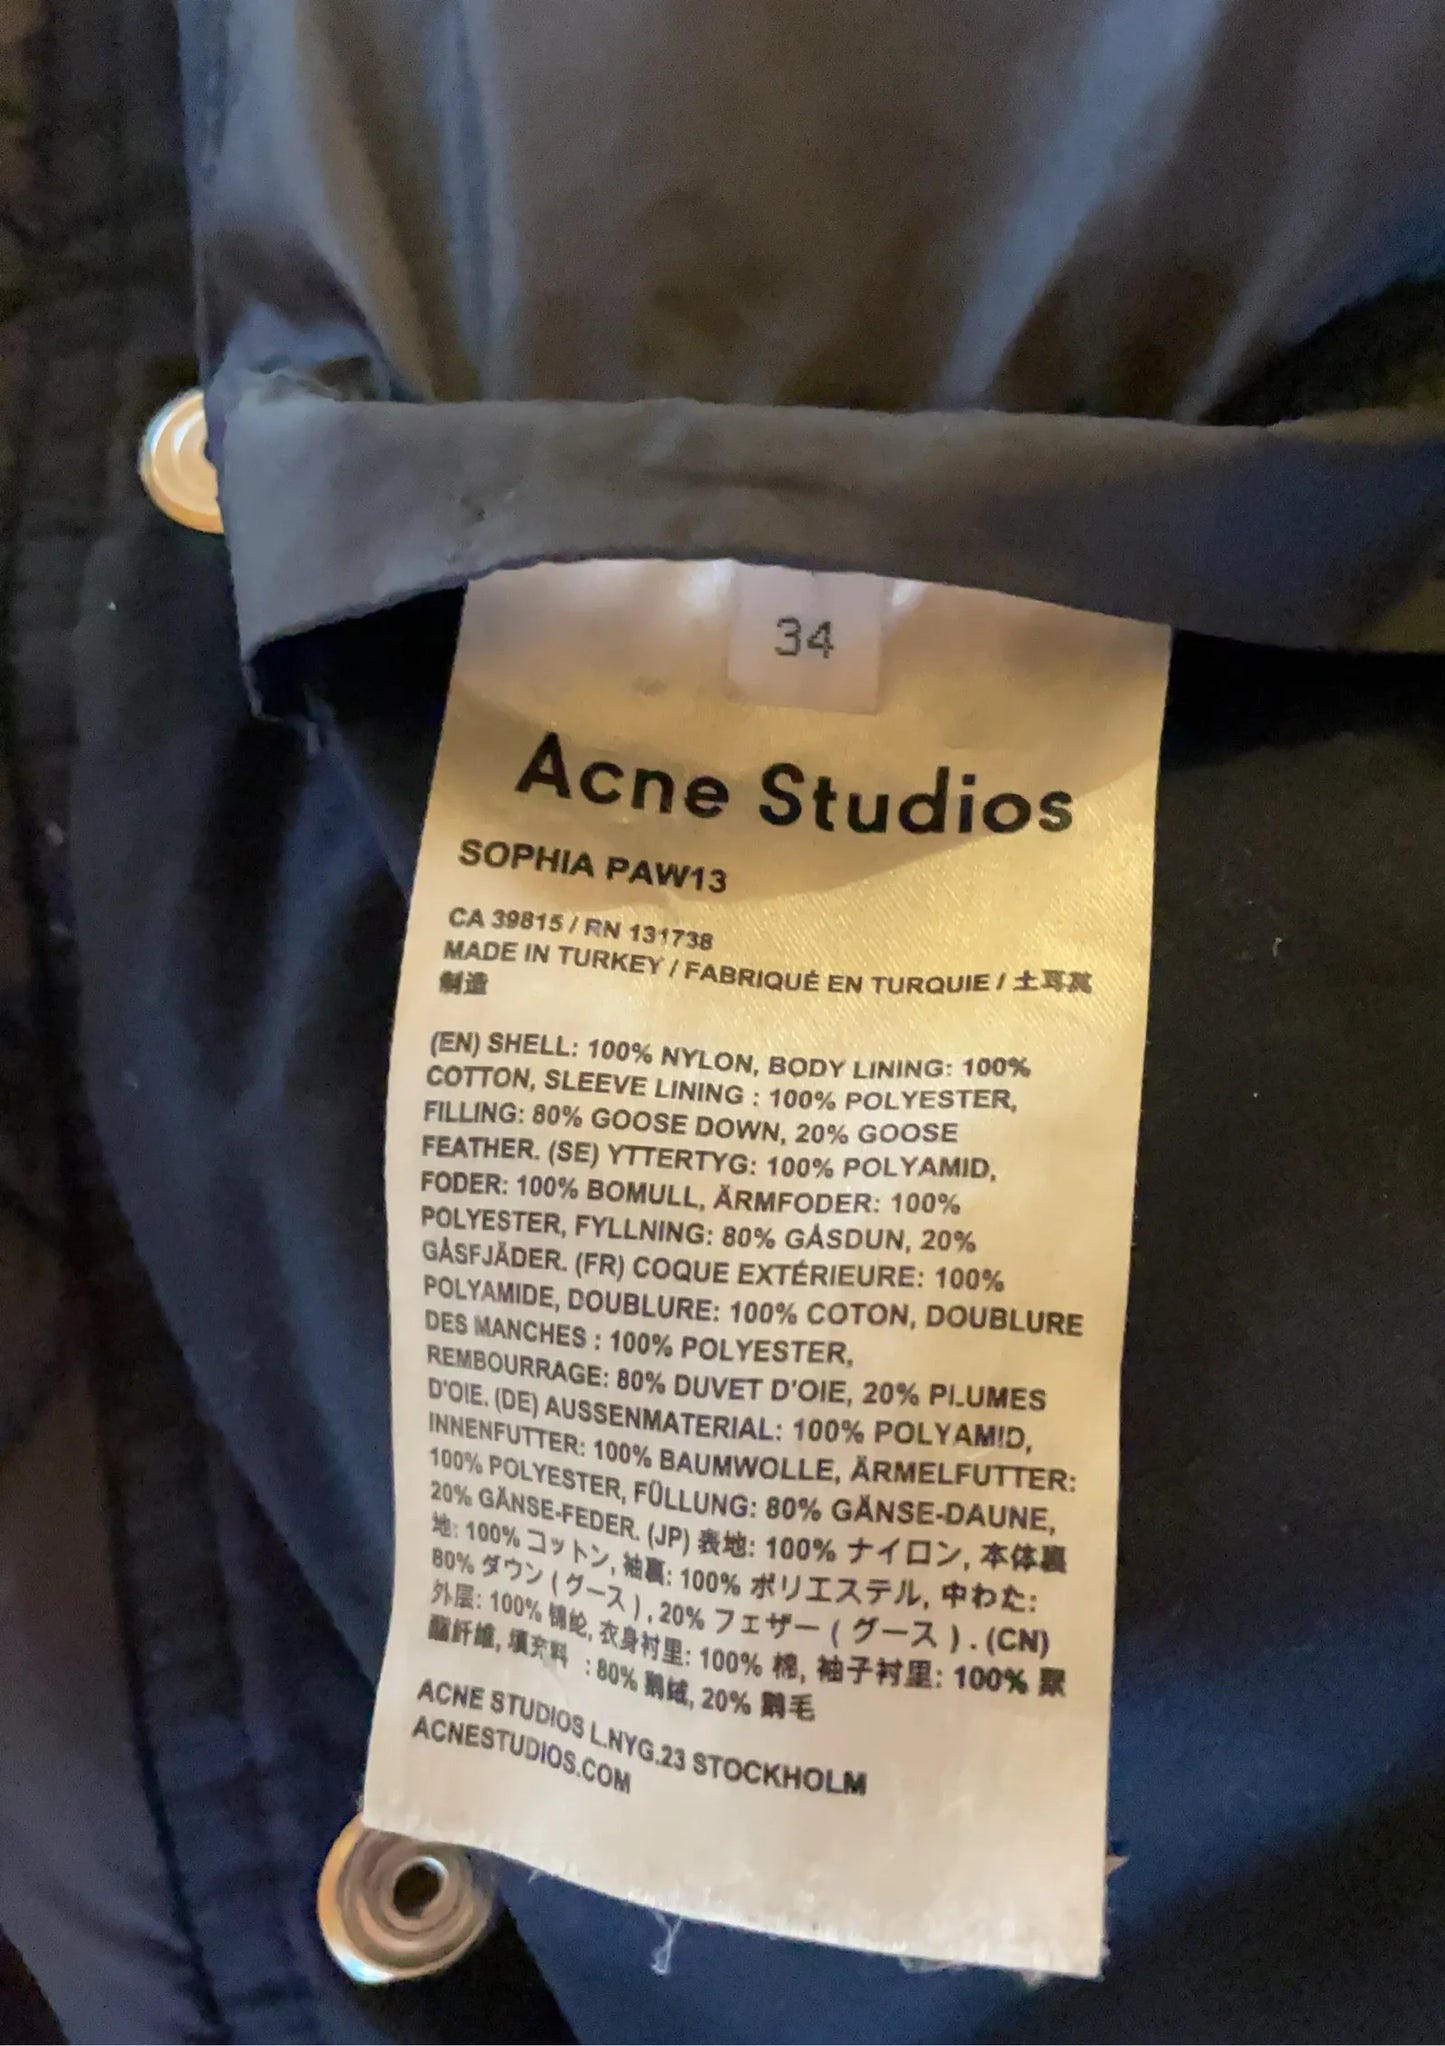 34
Acne Studios
SOPHIA PAW13
CA 39815 / RN 131738
MADE IN TURKEY / FABRIQUÉ EN TURQUIE / 土耳其
制造
(EN) SHELL: 100% NYLON, BODY LINING: 100%
COTTON, SLEEVE LINING : 100% POLYESTER,
FILLING: 80% GOOSE DOWN, 20% GOOSE
FEATHER. (SE) YTTERTYG: 100% POLYAMID,
FODER: 100% BOMULL, ÄRMFODER: 100%
POLYESTER, FYLLNING: 80% GÅSDUN, 20%
GÅSFJÄDER. (FR) COQUE EXTÉRIEURE: 100%
POLYAMIDE, DOUBLURE: 100% COTON, DOUBLURE
DES MANCHES : 100% POLYESTER,
REMBOURRAGE: 80% DUVET D'OIE, 20% PLUMES
D'OIE. (DE) AUSSENMATERIAL: 100% POLYAMID,
INNENFUTTER: 100% BAUMWOLLE, ÄRMELFUTTER:
100% POLYESTER, FÜLLUNG: 80% GÄNSE-DAUNE,
20% GÄNSE-FEDER. (JP) 表地: 100% ナイロン, 本体裏
地: 100% コットン, 袖裏: 100% ポリエステル, 中わた:
80% ダウン ( グース ) , 20% フェザー ( グース ) . (CN)
外层: 100% 锦纶, 衣身衬里: 100% 棉, 袖子衬里: 100% 聚
酯纤维, 填充料 : 80% 鹅绒, 20% 鹅毛
ACNE STUDIOS L.NYG.23 STOCKHOLM
ACNESTUDIOS.COM